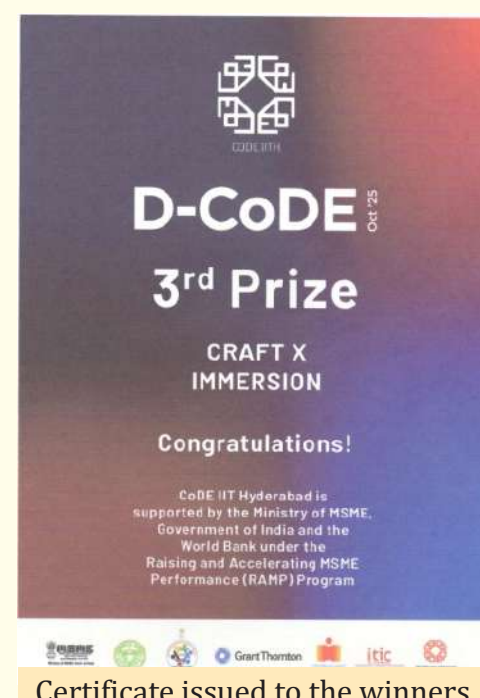 CODE IITH
D-CoDE Oct '25
3rd Prize
CRAFT X
IMMERSION
Congratulations!
CoDE IIT Hyderabad is
supported by the Ministry of MSME,
Government of India and the
World Bank under the
Raising and Accelerating MSME
Performance (RAMP) Program
Grant Thornton itic
Certificate issued to the winners